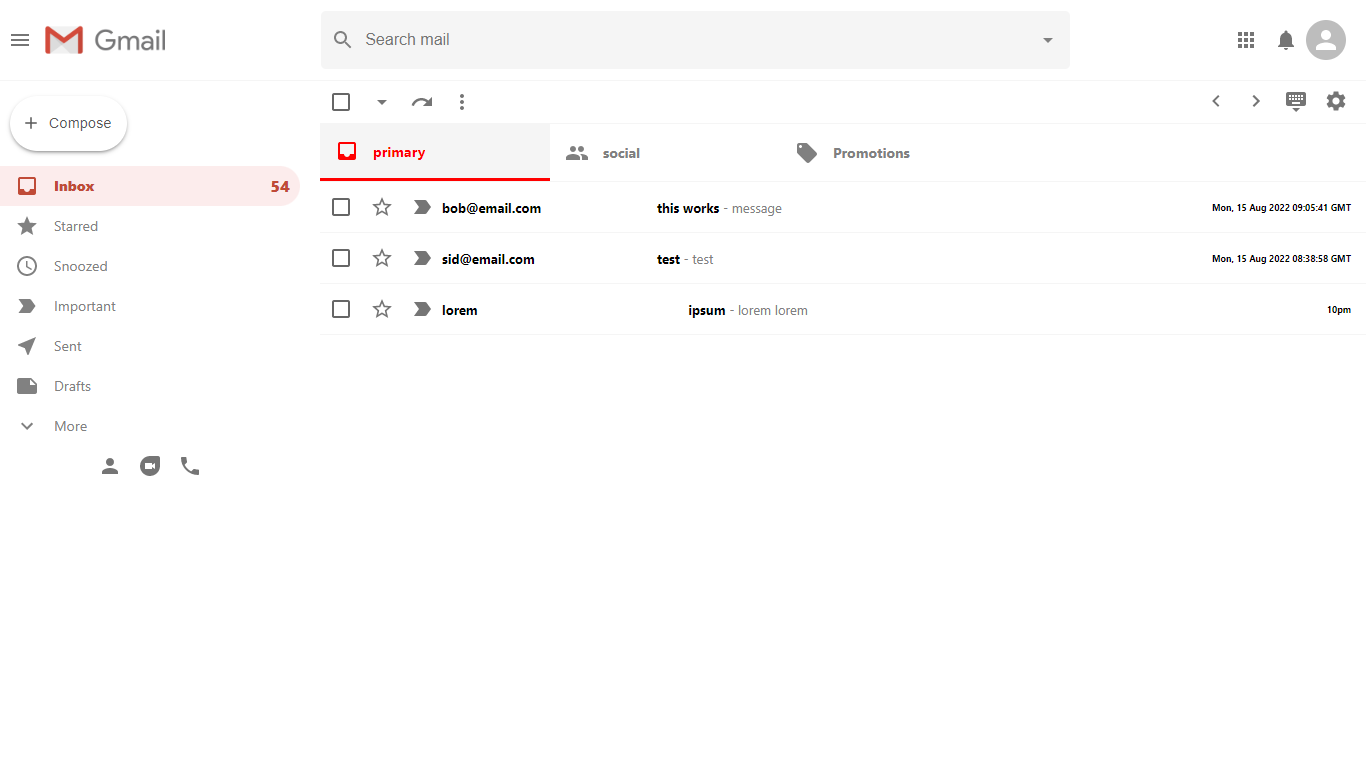 Gmail
Search mail
Compose
Inbox 54
Starred
Snoozed
Important
Sent
Drafts
More
primary social Promotions
bob@email.com this works - message Mon, 15 Aug 2022 09:05:41 GMT
sid@email.com test - test Mon, 15 Aug 2022 08:38:58 GMT
lorem ipsum - lorem lorem 10pm